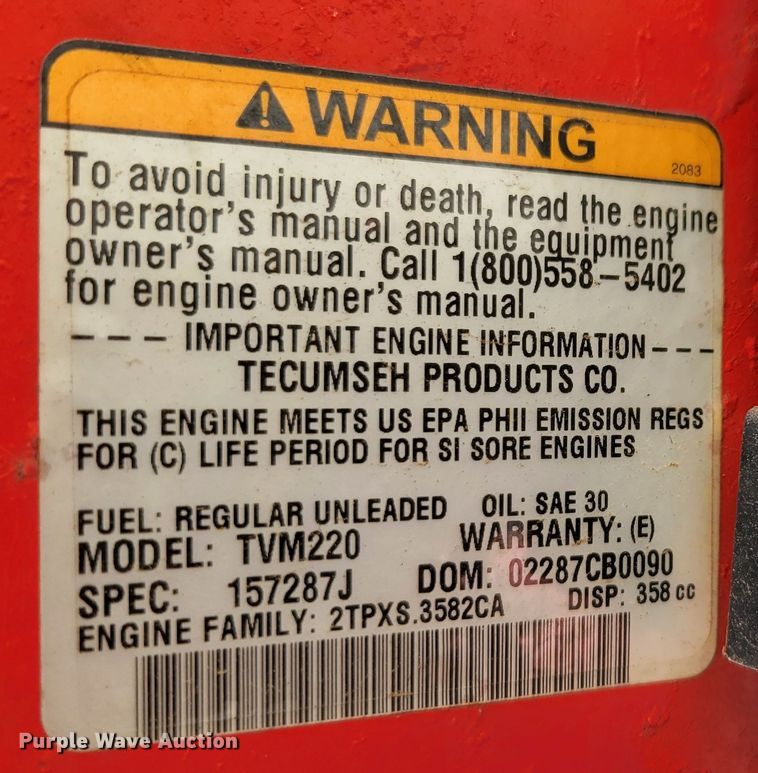 WARNING
2083
To avoid injury or death, read the engine
operator's manual and the equipment
owner's manual. Call 1(800)558-5402
for engine owner's manual.
--- IMPORTANT ENGINE INFORMATION ---
TECUMSEH PRODUCTS CO.
THIS ENGINE MEETS US EPA PHII EMISSION REGS
FOR (C) LIFE PERIOD FOR SI SORE ENGINES
FUEL: REGULAR UNLEADED OIL: SAE 30
MODEL: TVM220 WARRANTY: (E)
SPEC: 157287J DOM: 02287CB0090
ENGINE FAMILY: 2TPXS.3582CA DISP: 358 cc
Purple Wave Auction